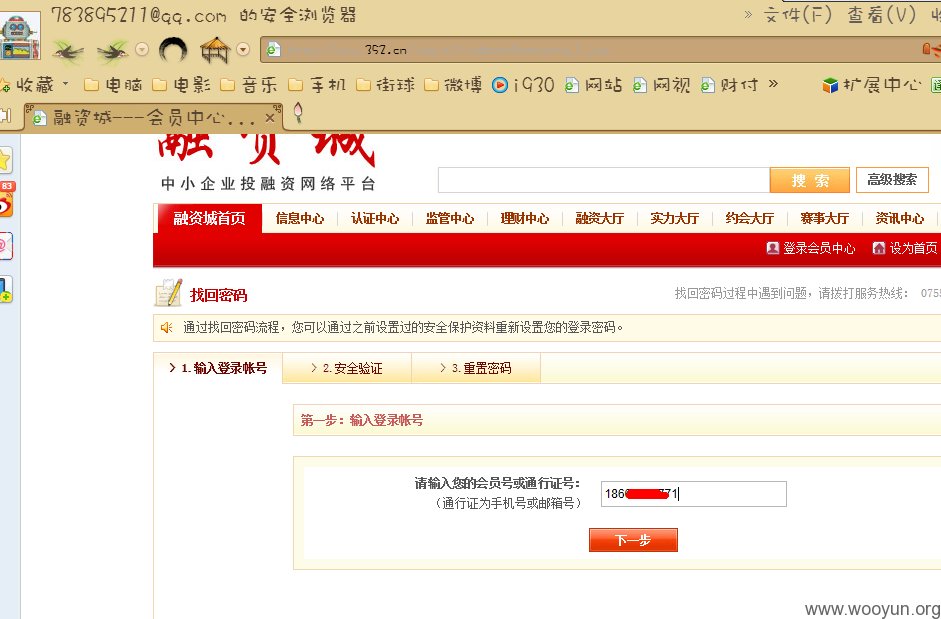 783895211@qq.com 的安全浏览器
» 文件(F) 查看(V)
352.cn
收藏 电脑 电影 音乐 手机 街球 微博 i930 网站 网视 财付 » 扩展中心
融资城---会员中心... ×
83
融资城
中小企业投融资网络平台
搜 索 高级搜索
融资城首页 信息中心 认证中心 监管中心 理财中心 融资大厅 实力大厅 约会大厅 赛事大厅 资讯中心
登录会员中心 设为首页
找回密码
找回密码过程中遇到问题，请拨打服务热线： 0755
通过找回密码流程，您可以通过之前设置过的安全保护资料重新设置您的登录密码。
1.输入登录帐号 2.安全验证 3.重置密码
第一步：输入登录帐号
请输入您的会员号或通行证号：
（通行证为手机号或邮箱号）
186 71
下一步
www.wooyun.org